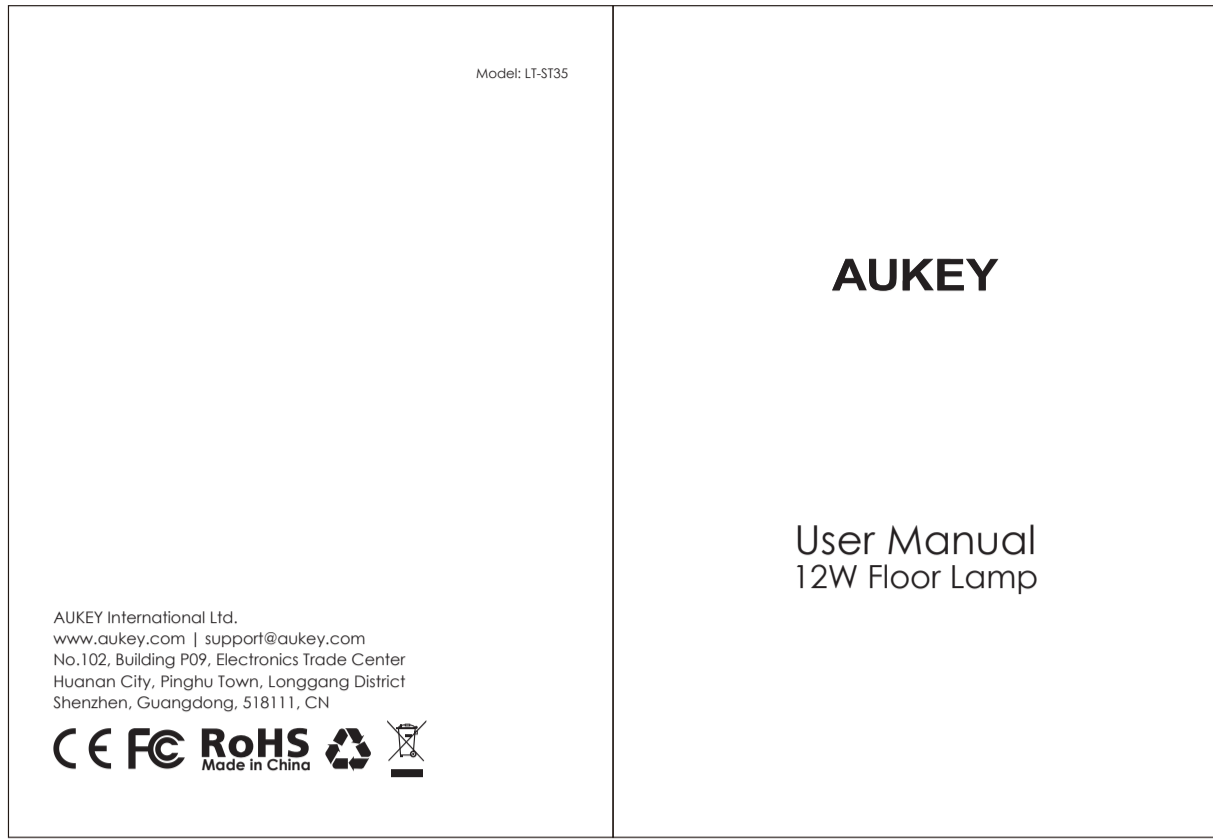 Model: LT-ST35
AUKEY International Ltd.
www.aukey.com | support@aukey.com
No.102, Building P09, Electronics Trade Center
Huanan City, Pinghu Town, Longgang District
Shenzhen, Guangdong, 518111, CN
CE FC RoHS
Made in China
AUKEY
User Manual
12W Floor Lamp